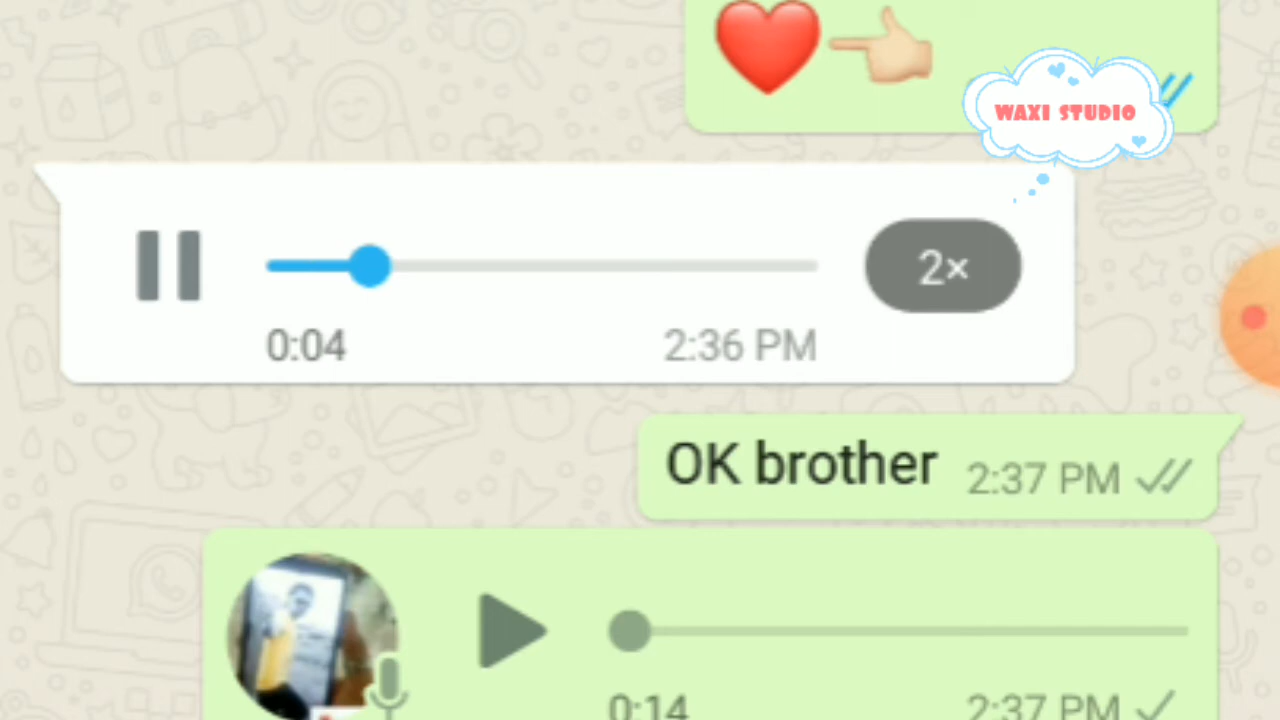 WAXI STUDIO
2×
0:04 2:36 PM
OK brother 2:37 PM
0:14 2:37 PM